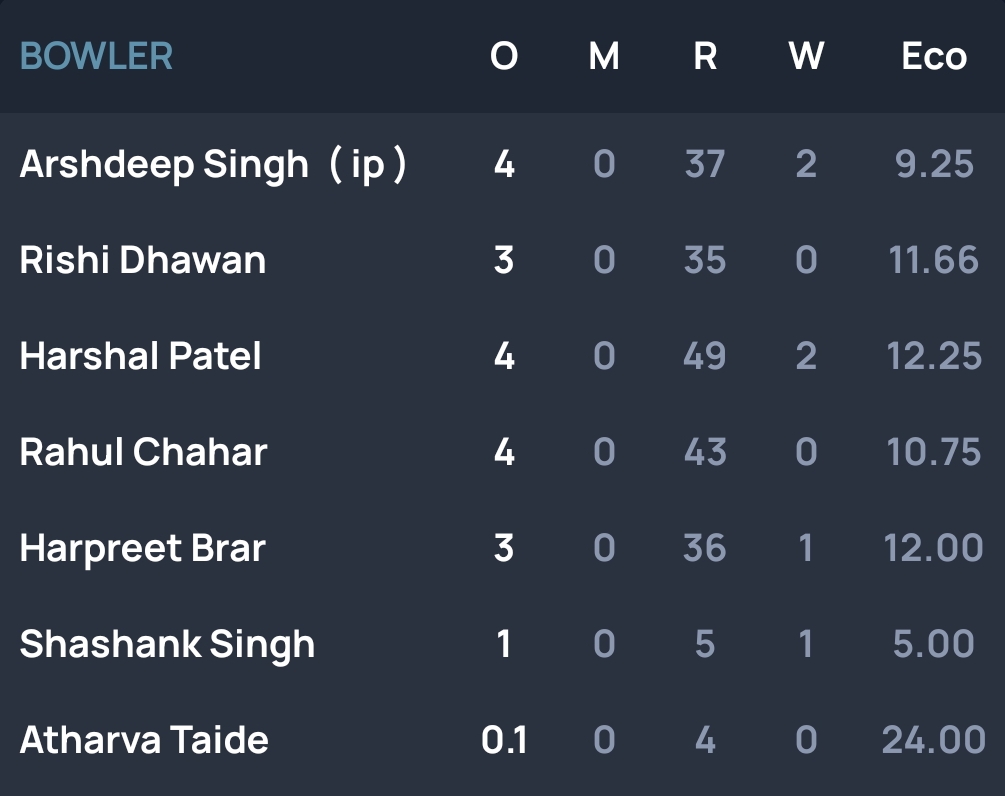 BOWLER O M R W Eco
Arshdeep Singh ( ip ) 4 0 37 2 9.25
Rishi Dhawan 3 0 35 0 11.66
Harshal Patel 4 0 49 2 12.25
Rahul Chahar 4 0 43 0 10.75
Harpreet Brar 3 0 36 1 12.00
Shashank Singh 1 0 5 1 5.00
Atharva Taide 0.1 0 4 0 24.00